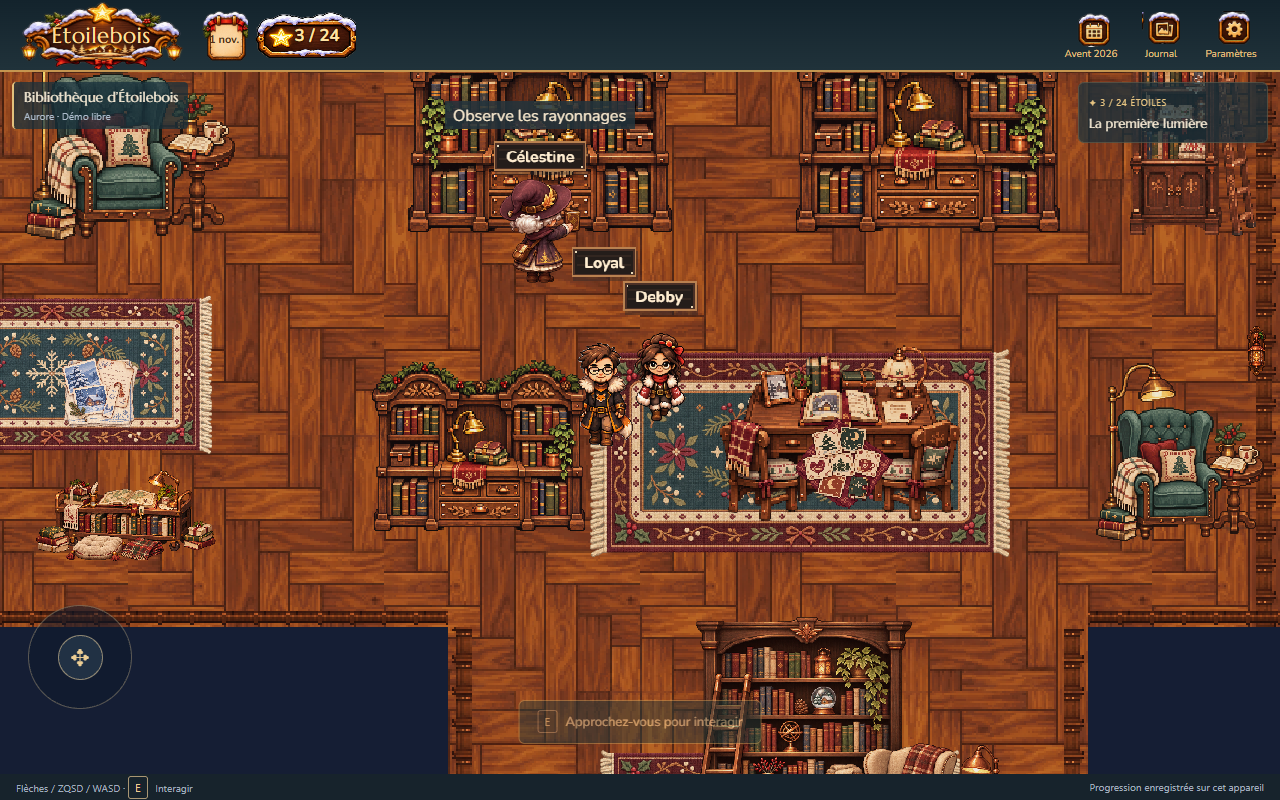 Étoilebois
1 nov.
3 / 24
Avent 2026
Journal
Paramètres
Bibliothèque d'Étoilebois
Aurore · Démo libre
✦ 3 / 24 ÉTOILES
La première lumière
Observe les rayonnages
Célestine
Loyal
Debby
E Approchez-vous pour interagir
Flèches / ZQSD / WASD · E Interagir
Progression enregistrée sur cet appareil